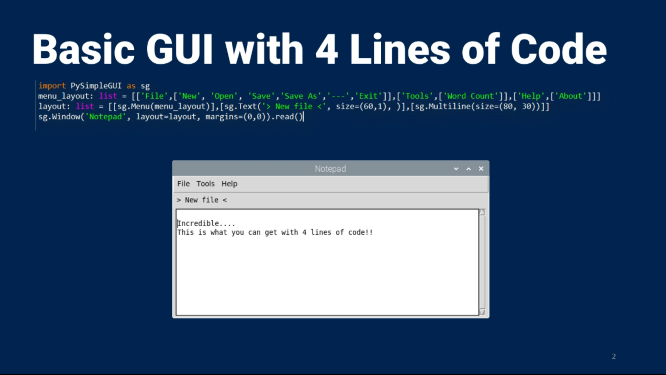 Basic GUI with 4 Lines of Code
import PySimpleGUI as sg
menu_layout: list = [['File',['New', 'Open', 'Save','Save As','---','Exit']],['Tools',['Word Count']],['Help',['About']]]
layout: list = [[sg.Menu(menu_layout)],[sg.Text('> New file <', size=(60,1), )],[sg.Multiline(size=(80, 30))]]
sg.Window('Notepad', layout=layout, margins=(0,0)).read()
Notepad
File Tools Help
> New file <
Incredible....
This is what you can get with 4 lines of code!!
2